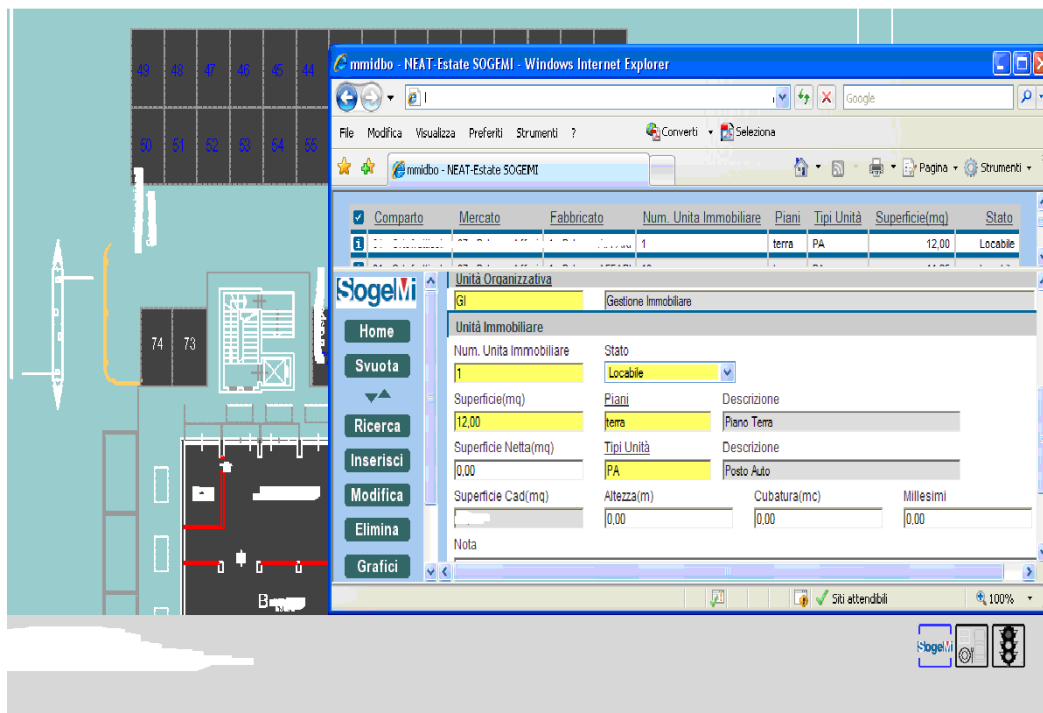 49 48 47 46 45 44
50 51 52 53 54 55
74 73
mmidbo - NEAT-Estate SOGEMI - Windows Internet Explorer
Google
File Modifica Visualizza Preferiti Strumenti ? Converti Seleziona
mmidbo - NEAT-Estate SOGEMI Pagina Strumenti
Comparto Mercato Fabbricato Num. Unita Immobiliare Piani Tipi Unità Superficie(mq) Stato
1 terra PA 12,00 Locabile
SogeMi
Home
Svuota
Ricerca
Inserisci
Modifica
Elimina
Grafici
Unità Organizzativa
GI Gestione Immobiliare
Unità Immobiliare
Num. Unita Immobiliare Stato
1 Locabile
Superficie(mq) Piani Descrizione
12,00 terra Piano Terra
Superficie Netta(mq) Tipi Unità Descrizione
0,00 PA Posto Auto
Superficie Cad(mq) Altezza(m) Cubatura(mc) Millesimi
0,00 0,00 0,00
Nota
Siti attendibili 100%
SogeMi